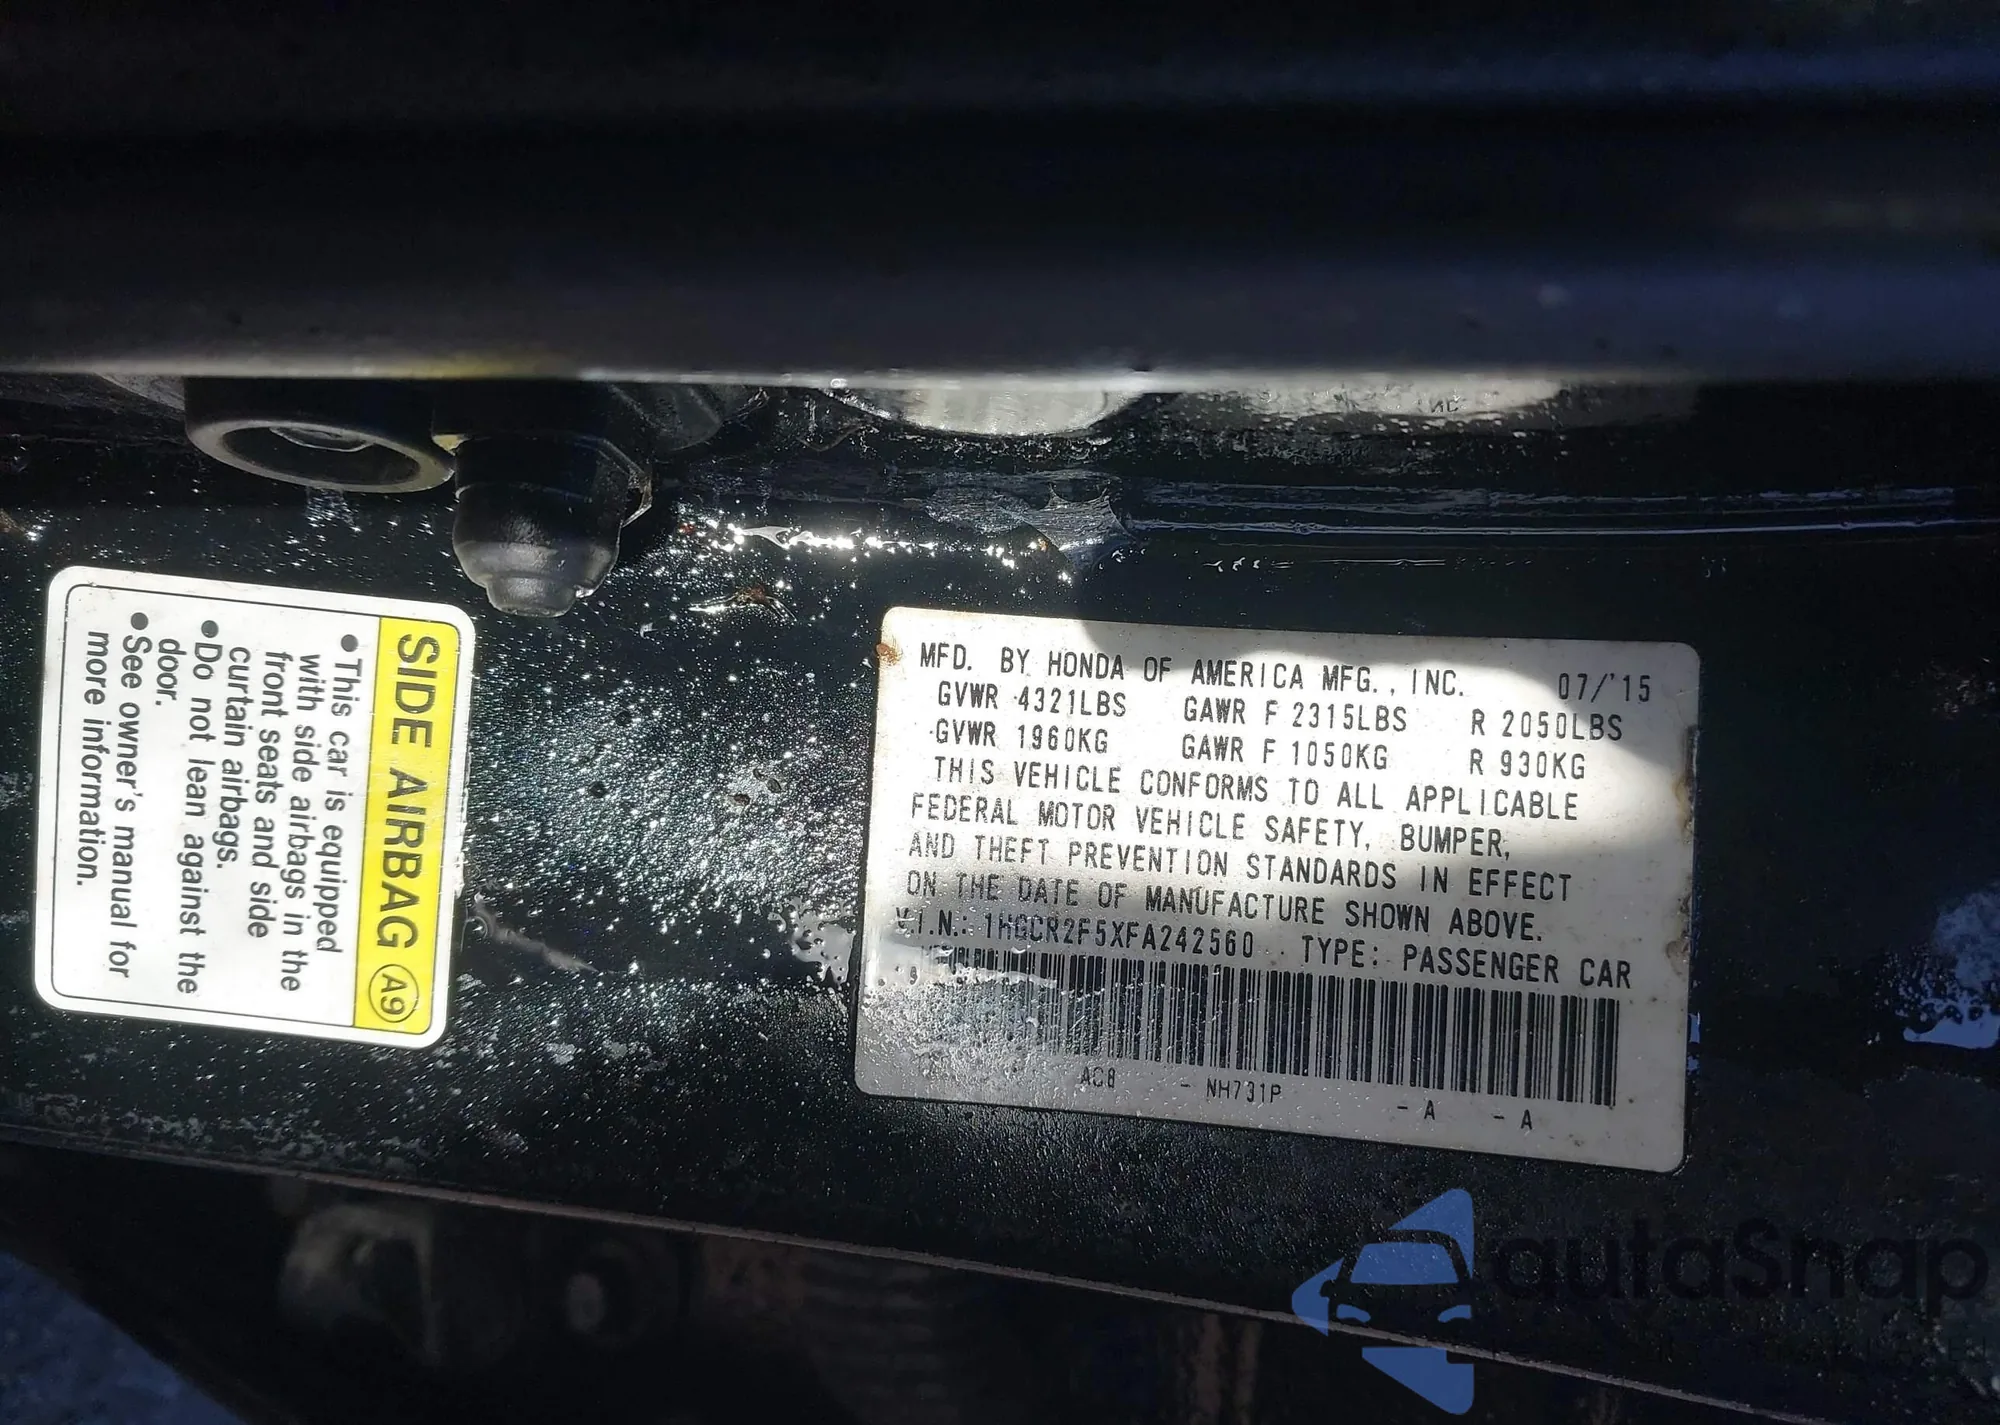 SIDE AIRBAG A9
•This car is equipped
with side airbags in the
front seats and side
curtain airbags.
•Do not lean against the
door.
•See owner's manual for
more information.
MFD. BY HONDA OF AMERICA MFG., INC. 07/'15
GVWR 4321LBS GAWR F 2315LBS R 2050LBS
GVWR 1960KG GAWR F 1050KG R 930KG
THIS VEHICLE CONFORMS TO ALL APPLICABLE
FEDERAL MOTOR VEHICLE SAFETY, BUMPER,
AND THEFT PREVENTION STANDARDS IN EFFECT
ON THE DATE OF MANUFACTURE SHOWN ABOVE.
V.I.N.: 1HGCR2F5XFA242560 TYPE: PASSENGER CAR
AC8 - NH731P - A - A
autaSnap